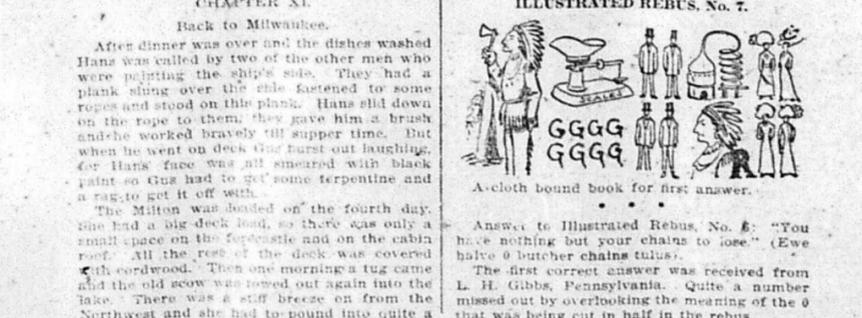 CHAPTER XI.
Back to Milwaukee.
After dinner was over and the dishes washed
Hans was called by two of the other men who
were painting the ship's side. They had a
plank slung over the side fastened to some
ropes and stood on this plank. Hans slid down
on the rope to them, they gave him a brush
and he worked bravely till supper time. But
when he went on deck Gus burst out laughing,
for Hans' face was all smeared with black
paint so Gus had to get some terpentine and
a rag to get it off with.
The Milton was loaded on the fourth day.
She had a big deck load, so there was only a
small space on the forecastle and on the cabin
roof. All the rest of the deck was covered
with cordwood. Then one morning a tug came
and the old scow was towed out again into the
lake. There was a stiff breeze on from the
Northwest and she had to pound into quite a
ILLUSTRATED REBUS, No. 7.
SCALES
GGGG
GGGG
A cloth bound book for first answer.
Answer to Illustrated Rebus, No. 6: "You
have nothing but your chains to lose." (Ewe
halve 0 butcher chains tulus).
The first correct answer was received from
L. H. Gibbs, Pennsylvania. Quite a number
missed out by overlooking the meaning of the 0
that was being cut in half in the rebus